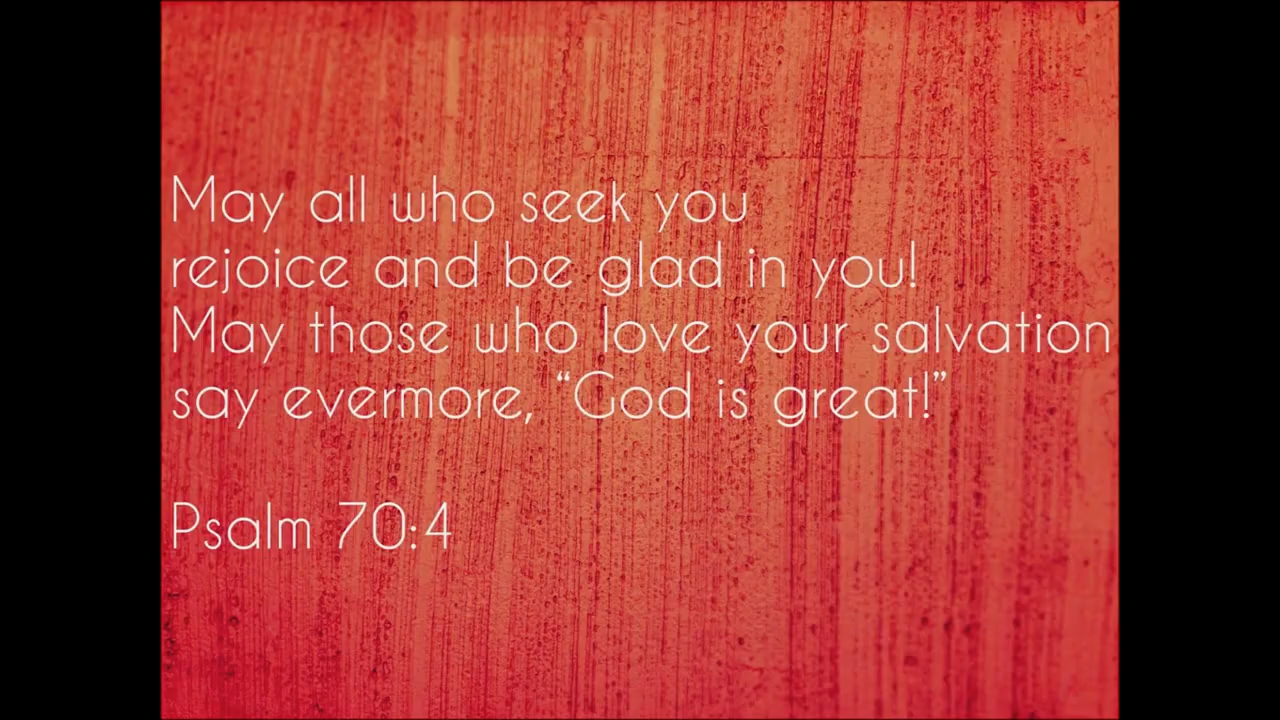 May all who seek you
rejoice and be glad in you!
May those who love your salvation
say evermore, “God is great!”
Psalm 70:4